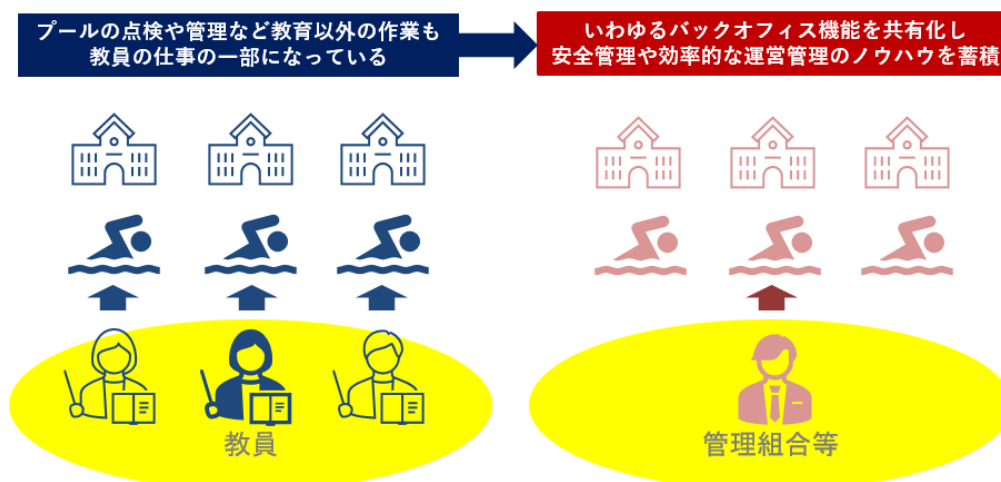 プールの点検や管理など教育以外の作業も
教員の仕事の一部になっている
いわゆるバックオフィス機能を共有化し
安全管理や効率的な運営管理のノウハウを蓄積
教員
管理組合等